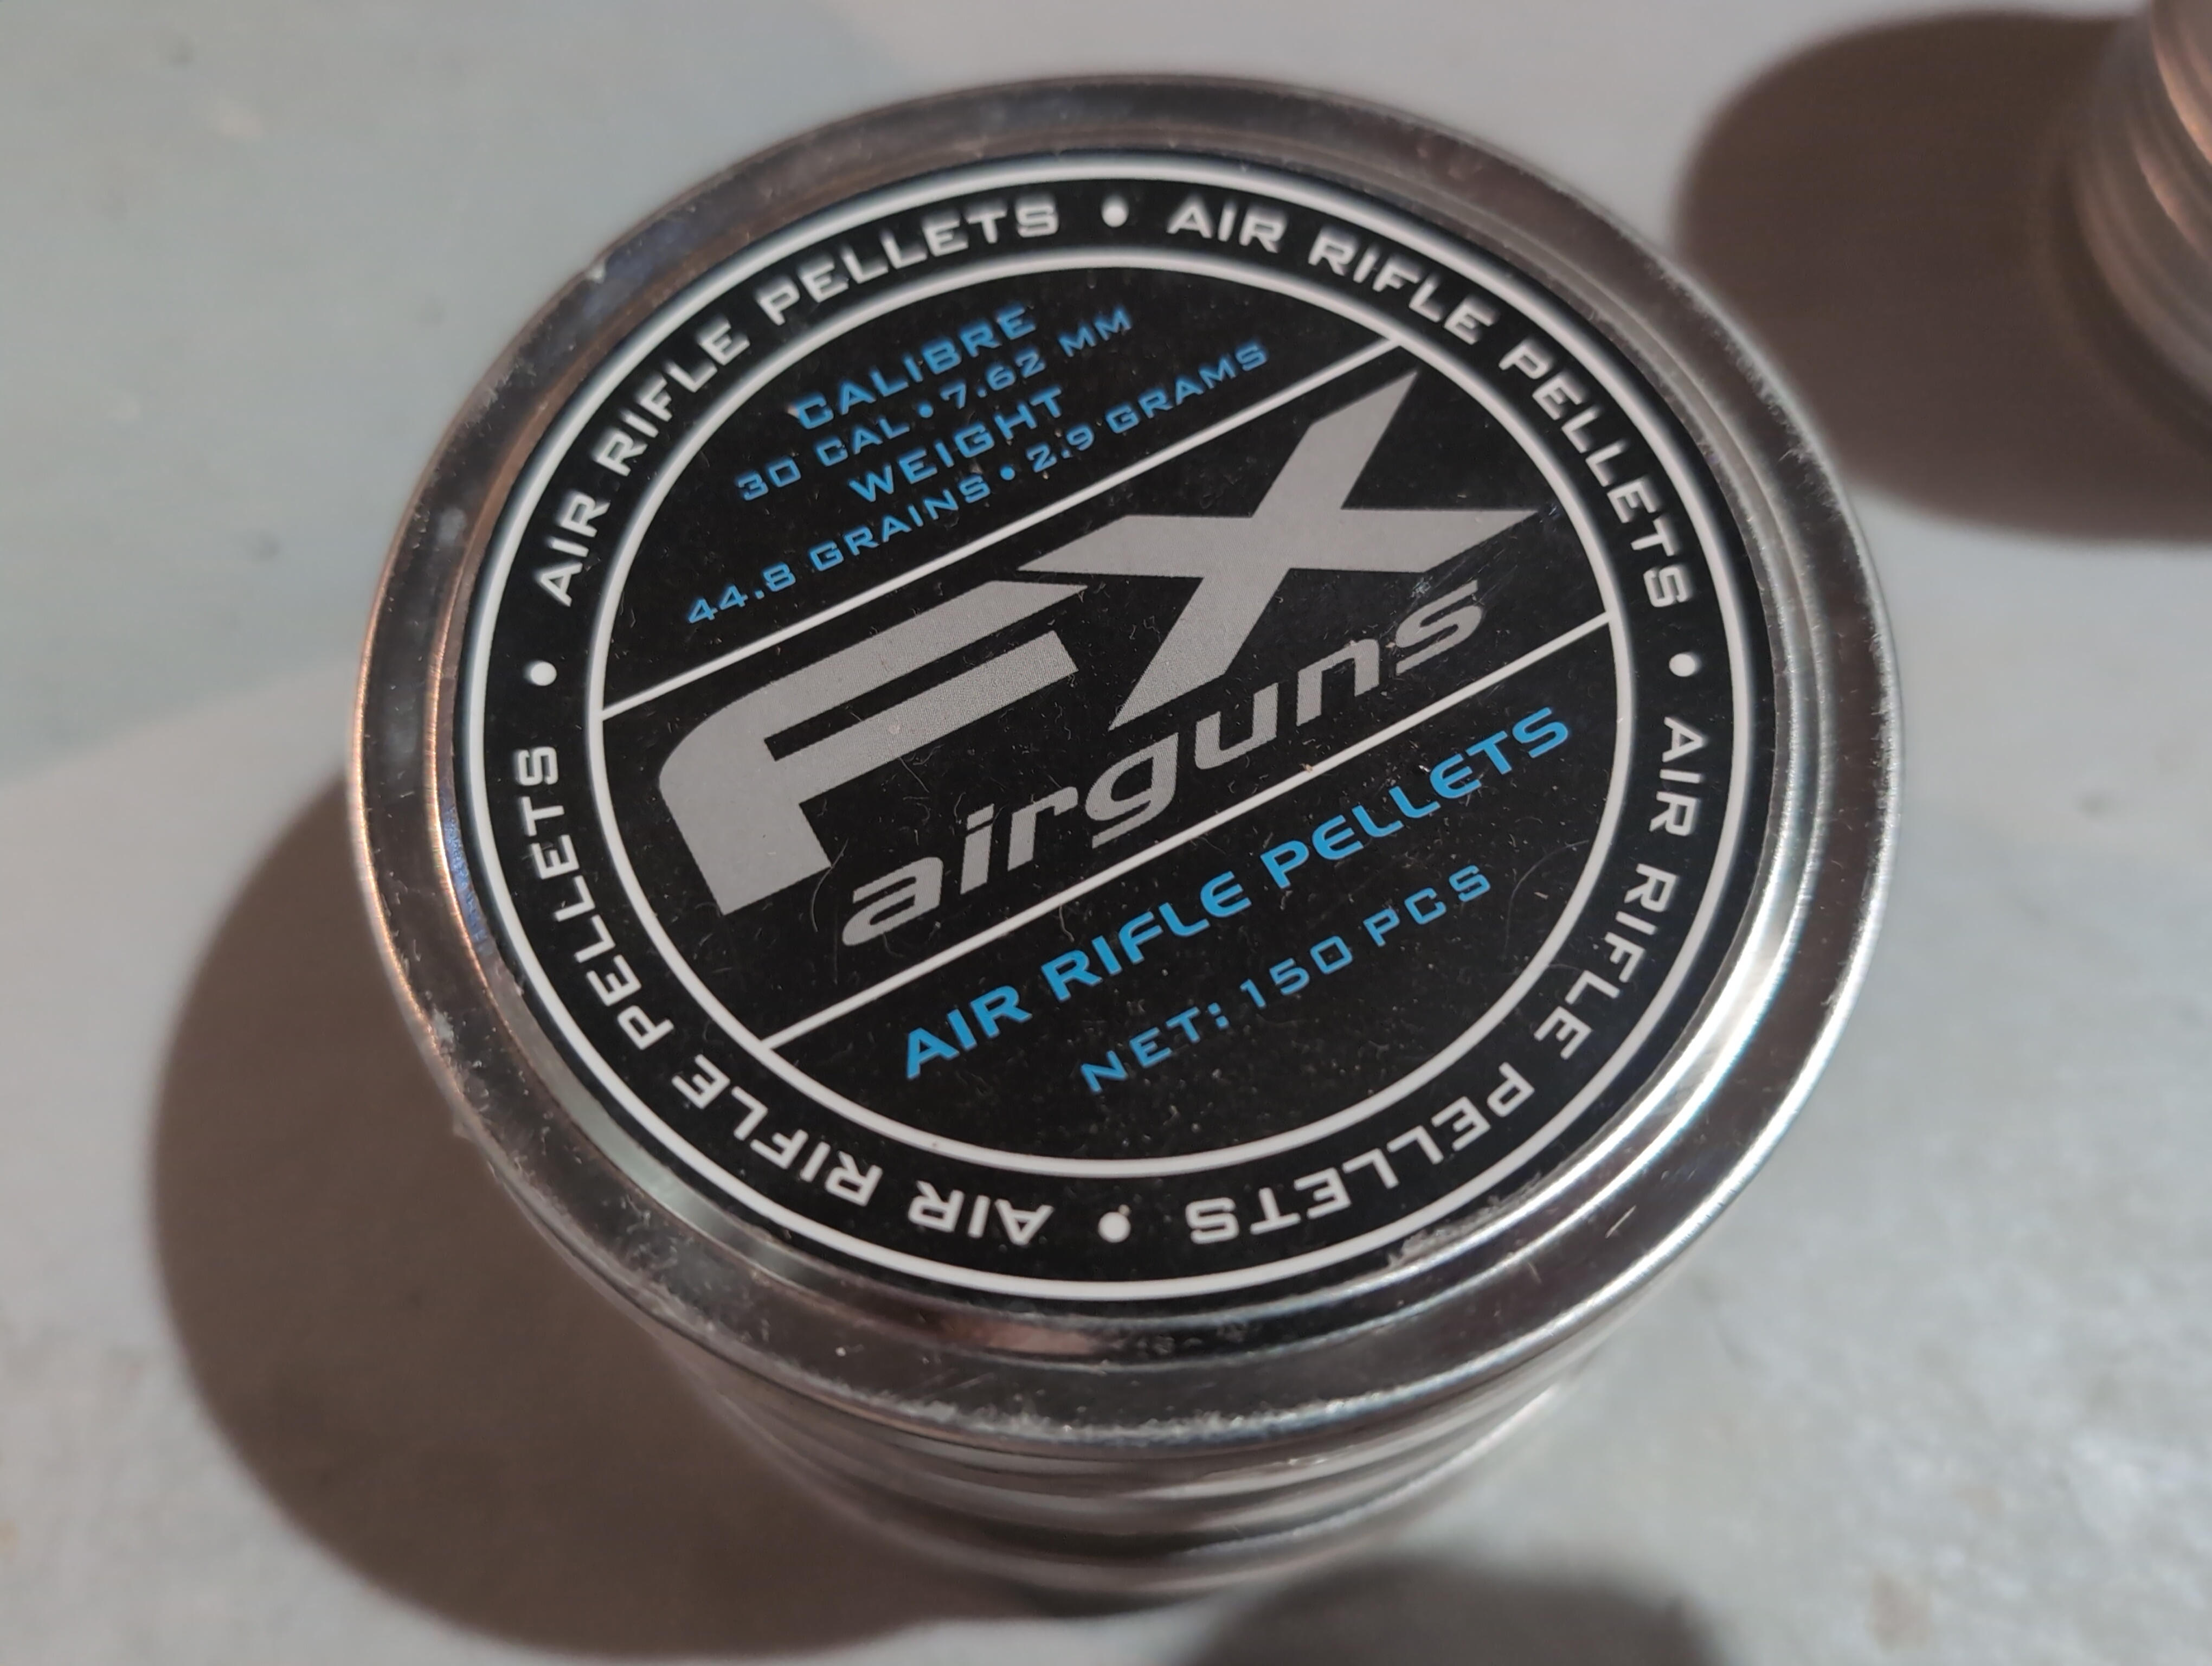 AIR RIFLE PELLETS • AIR RIFLE PELLETS • AIR RIFLE PELLETS • AIR RIFLE PELLETS •
CALIBRE
30 CAL • 7.62 MM
WEIGHT
44.8 GRAINS • 2.9 GRAMS
FX
airguns
AIR RIFLE PELLETS
NET: 150 PCS